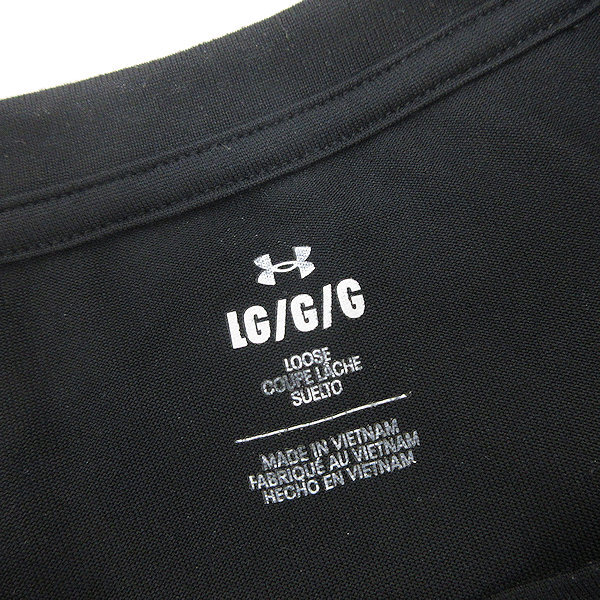 LG/G/G
LOOSE
COUPE LÂCHE
SUELTO
MADE IN VIETNAM
FABRIQUÉ AU VIETNAM
HECHO EN VIETNAM